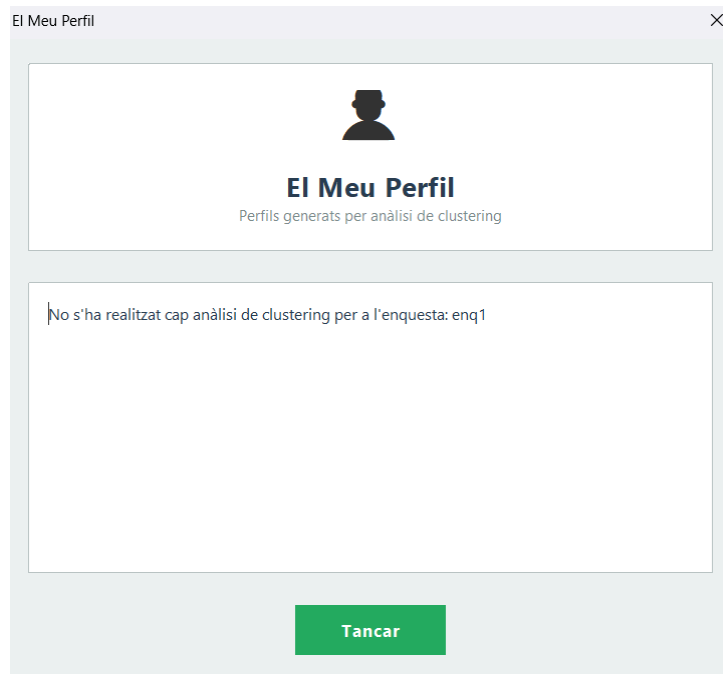 El Meu Perfil
El Meu Perfil
Perfils generats per anàlisi de clustering
No s'ha realitzat cap anàlisi de clustering per a l'enquesta: enq1
Tancar